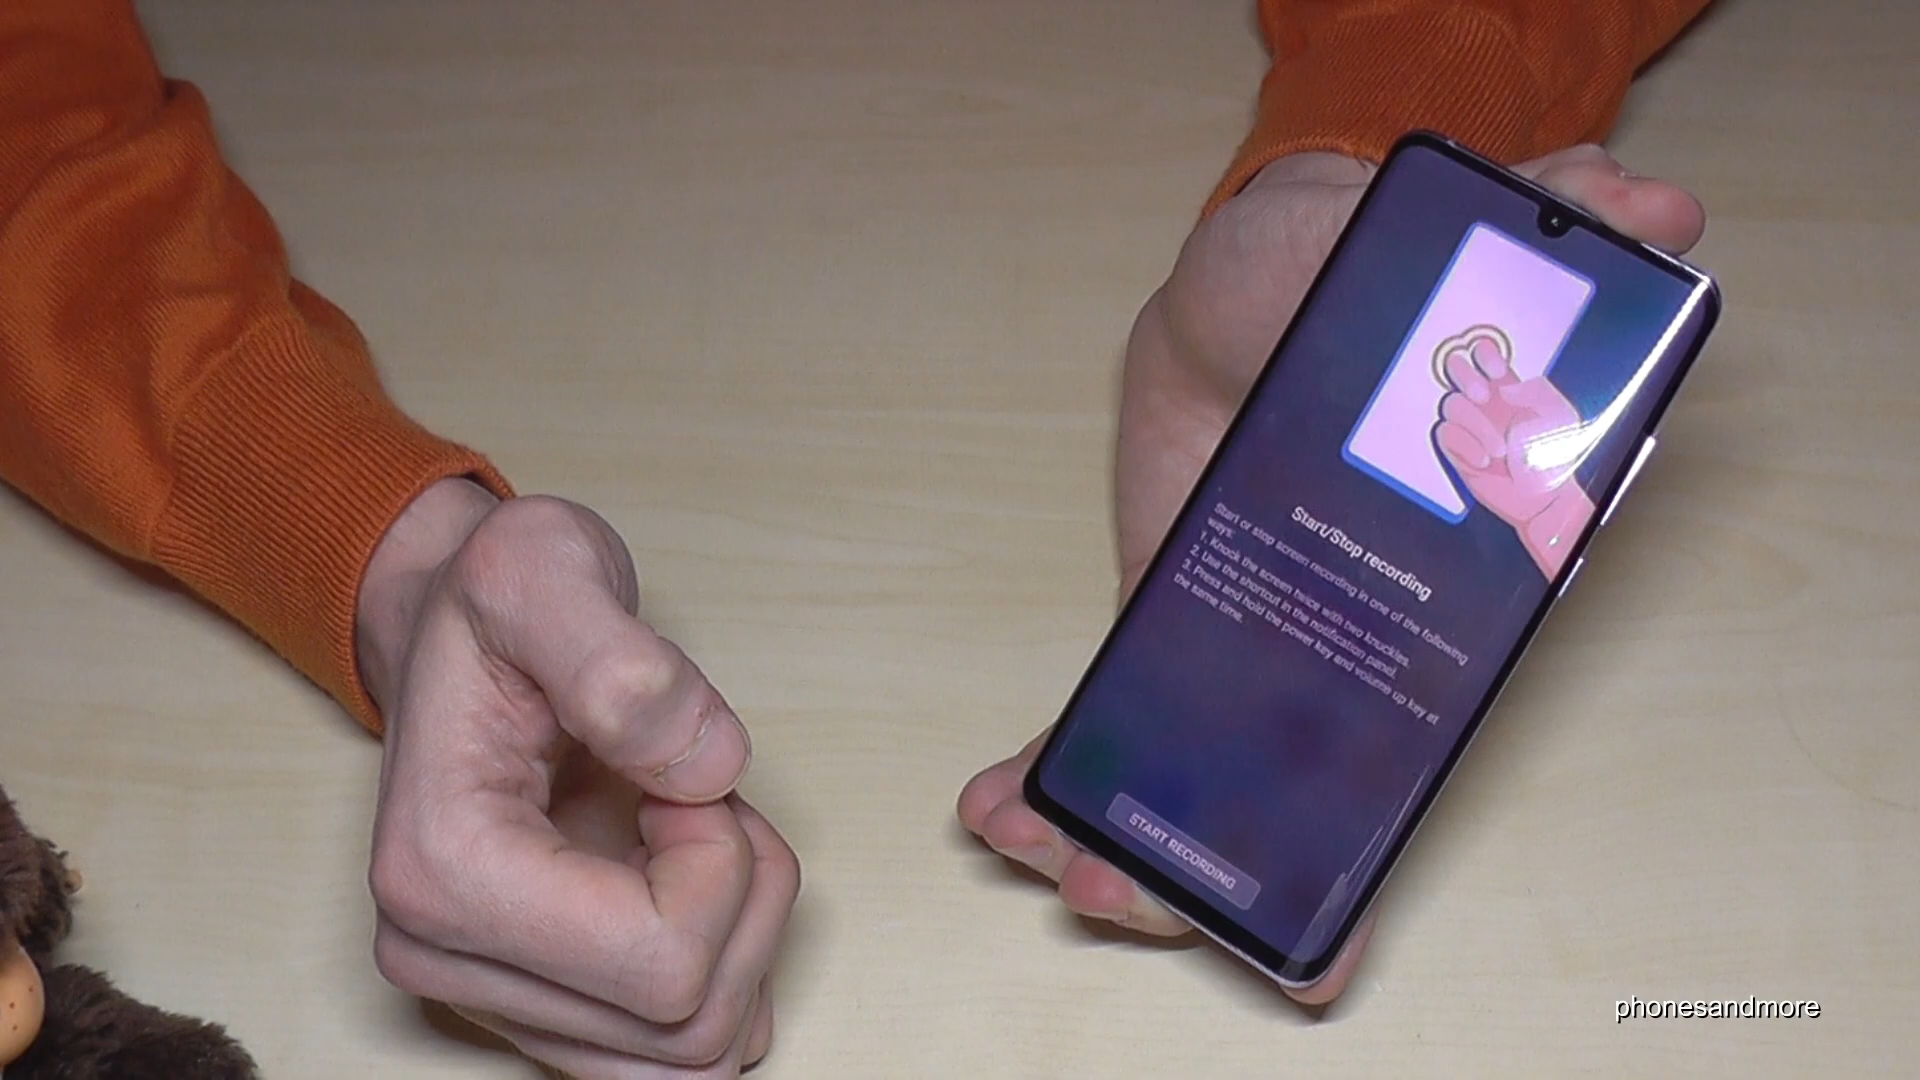 Start/Stop recording
Start or stop screen recording in one of the following
ways:
1. Knock the screen twice with two knuckles.
2. Use the shortcut in the notification panel.
3. Press and hold the power key and volume up key at
the same time.
START RECORDING
phonesandmore